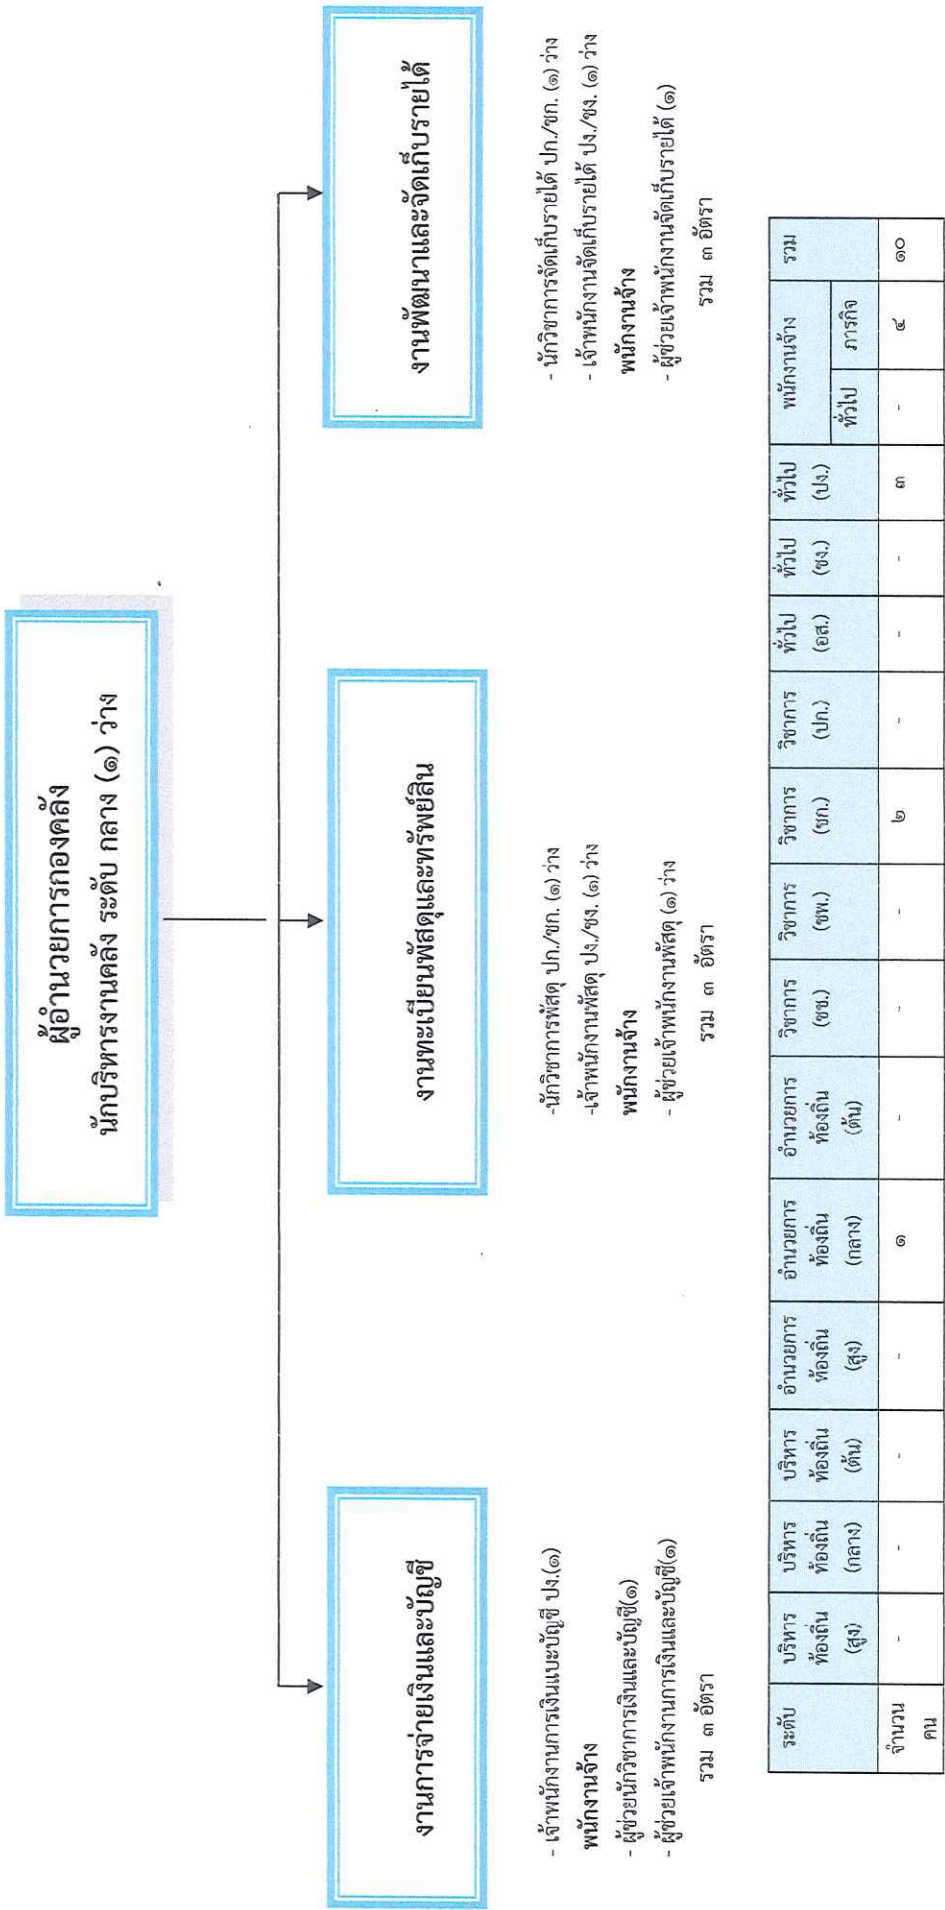 ผู้อำนวยการกองคลัง
นักบริหารงานคลัง ระดับ กลาง (๑) ว่าง
งานการจ่ายเงินและบัญชี
- เจ้าพนักงานการเงินแบะบัญชี ปง.(๑)
พนักงานจ้าง
- ผู้ช่วยนักวิชาการเงินและบัญชี(๑)
- ผู้ช่วยเจ้าพนักงานการเงินและบัญชี(๑)
รวม ๓ อัตรา
งานทะเบียนพัสดุและทรัพย์สิน
-นักวิชาการพัสดุ ปก./ชก. (๑) ว่าง
-เจ้าพนักงานพัสดุ ปง./ชง. (๑) ว่าง
พนักงานจ้าง
- ผู้ช่วยเจ้าพนักงานพัสดุ (๑) ว่าง
รวม ๓ อัตรา
งานพัฒนาและจัดเก็บรายได้
- นักวิชาการจัดเก็บรายได้ ปก./ชก. (๑) ว่าง
- เจ้าพนักงานจัดเก็บรายได้ ปง./ชง. (๑) ว่าง
พนักงานจ้าง
- ผู้ช่วยเจ้าพนักงานจัดเก็บรายได้ (๑)
รวม ๓ อัตรา
ระดับ
บริหาร
ท้องถิ่น
(สูง)
บริหาร
ท้องถิ่น
(กลาง)
บริหาร
ท้องถิ่น
(ต้น)
อำนวยการ
ท้องถิ่น
(สูง)
อำนวยการ
ท้องถิ่น
(กลาง)
อำนวยการ
ท้องถิ่น
(ต้น)
วิชาการ
(ชช.)
วิชาการ
(ชพ.)
วิชาการ
(ชก.)
วิชาการ
(ปก.)
ทั่วไป
(อส.)
ทั่วไป
(ชง.)
ทั่วไป
(ปง.)
พนักงานจ้าง
ทั่วไป
ภารกิจ
รวม
จำนวน
คน
- - - - ๑ - - - ๒ - - - ๓ - ๔ ๑๐